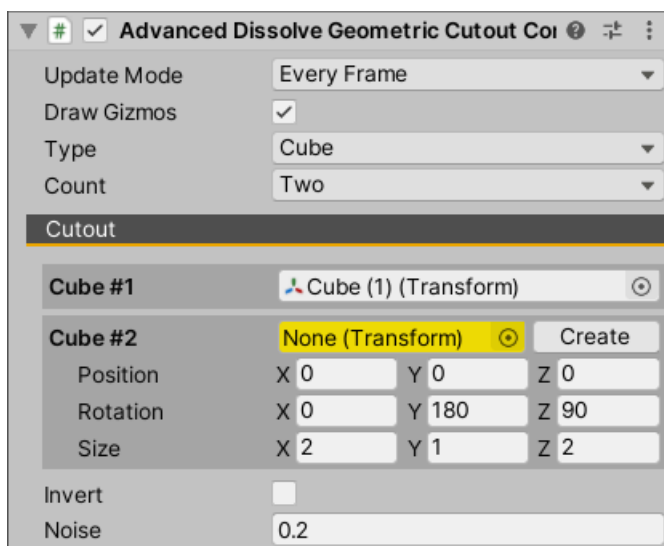 # Advanced Dissolve Geometric Cutout Co
Update Mode Every Frame
Draw Gizmos
Type Cube
Count Two
Cutout
Cube #1 Cube (1) (Transform)
Cube #2 None (Transform) Create
Position X 0 Y 0 Z 0
Rotation X 0 Y 180 Z 90
Size X 2 Y 1 Z 2
Invert
Noise 0.2